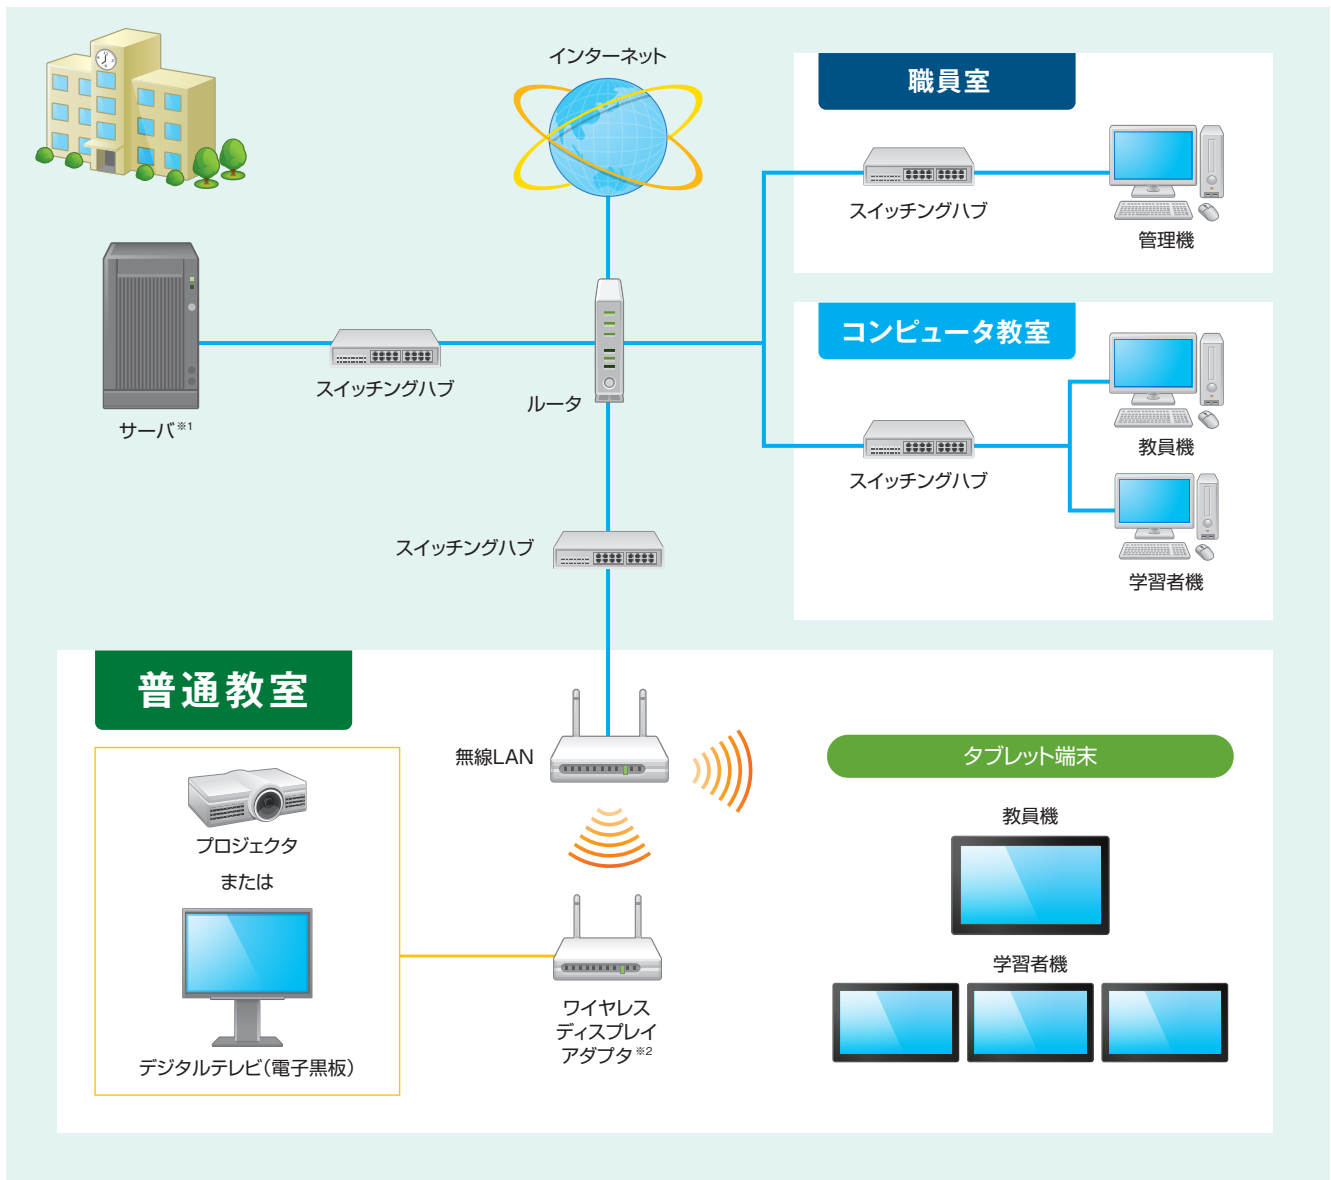 インターネット
職員室
スイッチングハブ
管理機
サーバ※1
スイッチングハブ
ルータ
コンピュータ教室
スイッチングハブ
教員機
学習者機
スイッチングハブ
普通教室
無線LAN
プロジェクタ
または
デジタルテレビ(電子黒板)
ワイヤレス
ディスプレイ
アダプタ※2
タブレット端末
教員機
学習者機